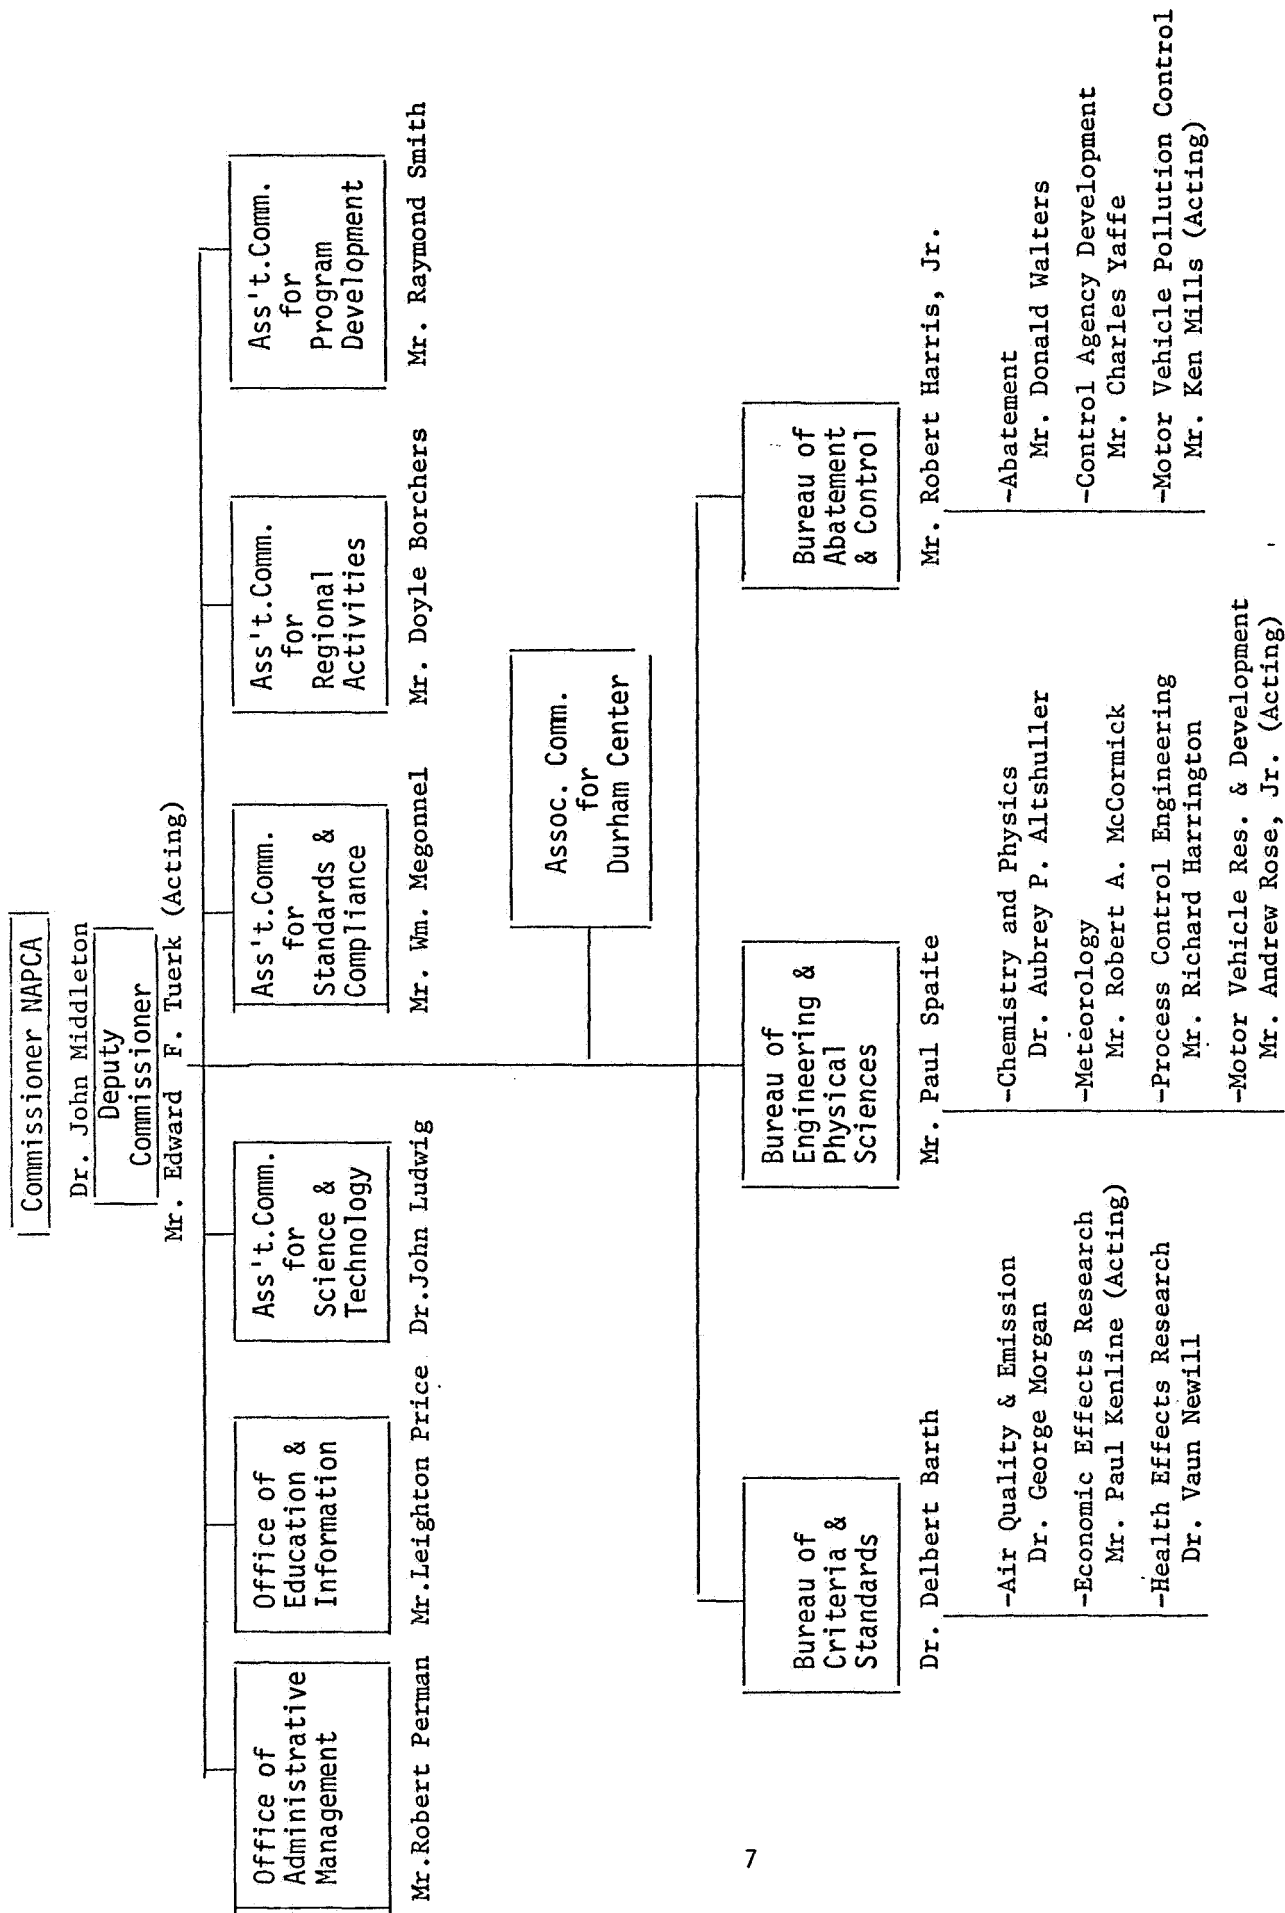 Commissioner NAPCA
Dr. John Middleton
Deputy
Commissioner
Mr. Edward F. Tuerk (Acting)
Office of
Administrative
Management
Mr.Robert Perman
Office of
Education &
Information
Mr.Leighton Price
Ass't.Comm.
for
Science &
Technology
Dr.John Ludwig
Ass't.Comm.
for
Standards &
Compliance
Mr. Wm. Megonnel
Ass't.Comm.
for
Regional
Activities
Mr. Doyle Borchers
Ass't.Comm.
for
Program
Development
Mr. Raymond Smith
Assoc. Comm.
for
Durham Center
Bureau of
Criteria &
Standards
Dr. Delbert Barth
-Air Quality & Emission
Dr. George Morgan
-Economic Effects Research
Mr. Paul Kenline (Acting)
-Health Effects Research
Dr. Vaun Newill
Bureau of
Engineering &
Physical
Sciences
Mr. Paul Spaite
-Chemistry and Physics
Dr. Aubrey P. Altshuller
-Meteorology
Mr. Robert A. McCormick
-Process Control Engineering
Mr. Richard Harrington
-Motor Vehicle Res. & Development
Mr. Andrew Rose, Jr. (Acting)
Bureau of
Abatement
& Control
Mr. Robert Harris, Jr.
-Abatement
Mr. Donald Walters
-Control Agency Development
Mr. Charles Yaffe
-Motor Vehicle Pollution Control
Mr. Ken Mills (Acting)
7